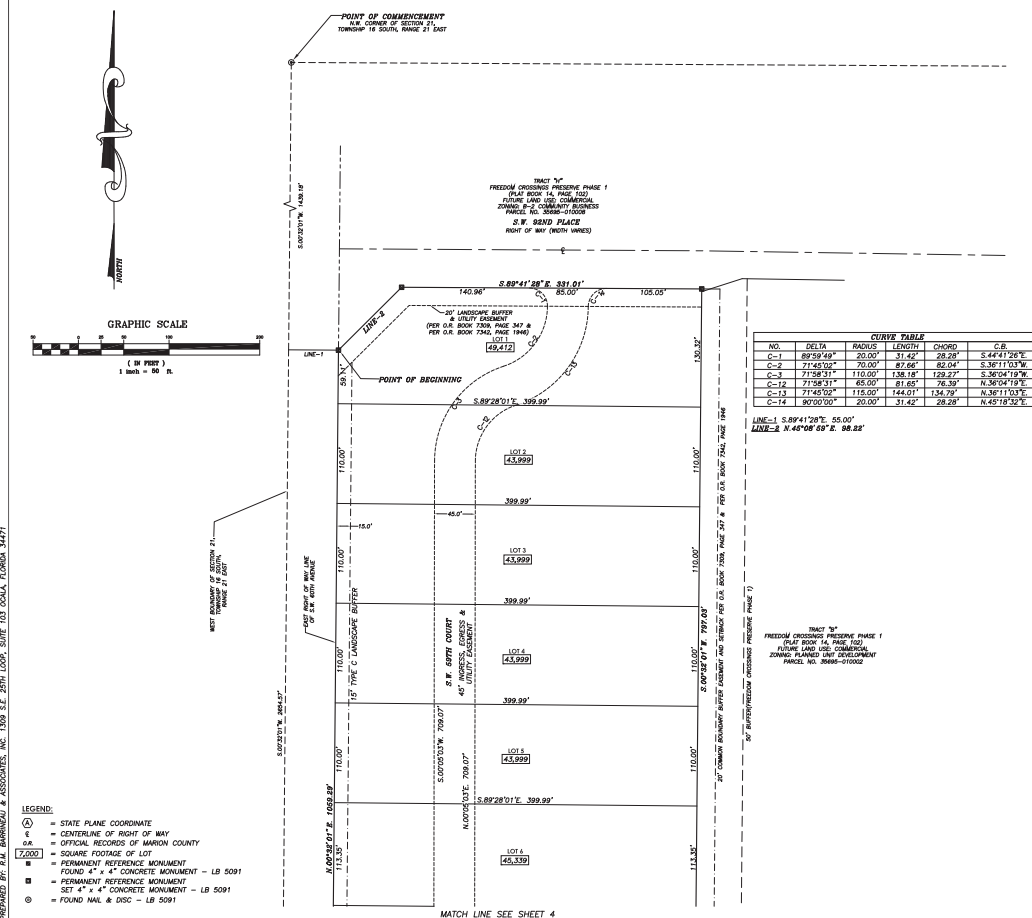 POINT OF COMMENCEMENT
N.W. CORNER OF SECTION 21,
TOWNSHIP 16 SOUTH, RANGE 21 EAST
NORTH
GRAPHIC SCALE
50 0 25 50 100 200
( IN FEET )
1 inch = 50 ft.
S.00°32'01"W. 1439.18'
TRACT "H"
FREEDOM CROSSINGS PRESERVE PHASE 1
(PLAT BOOK 14, PAGE 102)
FUTURE LAND USE: COMMERCIAL
ZONING: B-2 COMMUNITY BUSINESS
PARCEL NO. 35695-010008
S.W. 92ND PLACE
RIGHT OF WAY (WIDTH VARIES)
S.89°41'28"E. 331.01'
140.96' 85.00' 105.05'
C-1
C-14
LINE-2
20' LANDSCAPE BUFFER
& UTILITY EASEMENT
(PER O.R. BOOK 7309, PAGE 347 &
PER O.R. BOOK 7342, PAGE 1946)
LOT 1
49,412
C-2
C-13
130.32'
LINE-1
59.11'
POINT OF BEGINNING
S.89°28'01"E. 399.99'
C-3
C-12
CURVE TABLE
NO. DELTA RADIUS LENGTH CHORD C.B.
C-1 89°59'49" 20.00' 31.42' 28.28' S.44°41'26"E.
C-2 71°45'02" 70.00' 87.66' 82.04' S.36°11'03"W.
C-3 71°58'31" 110.00' 138.18' 129.27' S.36°04'19"W.
C-12 71°58'31" 65.00' 81.65' 76.39' N.36°04'19"E.
C-13 71°45'02" 115.00' 144.01' 134.79' N.36°11'03"E.
C-14 90°00'00" 20.00' 31.42' 28.28' N.45°18'32"E.
LINE-1 S.89°41'28"E. 55.00'
LINE-2 N.45°08'59"E. 98.22'
110.00'
LOT 2
43,999
110.00'
399.99'
45.0'
15.0'
WEST BOUNDARY OF SECTION 21,
TOWNSHIP 16 SOUTH,
RANGE 21 EAST
EAST RIGHT OF WAY LINE
OF S.W. 60TH AVENUE
110.00'
LOT 3
43,999
110.00'
399.99'
15' TYPE C LANDSCAPE BUFFER
S.W. 59TH COURT
45' INGRESS, EGRESS &
UTILITY EASEMENT
S.00°32'01"W. 797.03'
20' COMMON BOUNDARY BUFFER EASEMENT AND SETBACK PER O.R. BOOK 7309, PAGE 347 & PER O.R. BOOK 7342, PAGE 1946
50' BUFFER(FREEDOM CROSSINGS PRESERVE PHASE 1)
TRACT "B"
FREEDOM CROSSINGS PRESERVE PHASE 1
(PLAT BOOK 14, PAGE 102)
FUTURE LAND USE: COMMERCIAL
ZONING: PLANNED UNIT DEVELOPMENT
PARCEL NO. 35695-010002
110.00'
LOT 4
43,999
110.00'
399.99'
S.00°32'01"W. 2654.57'
S.00°05'03"W. 709.07'
N.00°05'03"E. 709.07'
110.00'
LOT 5
43,999
110.00'
S.89°28'01"E. 399.99'
N.00°32'01"E. 1059.29'
113.35'
LOT 6
45,339
113.35'
LEGEND:
A = STATE PLANE COORDINATE
℄ = CENTERLINE OF RIGHT OF WAY
O.R. = OFFICIAL RECORDS OF MARION COUNTY
7,000 = SQUARE FOOTAGE OF LOT
= PERMANENT REFERENCE MONUMENT
FOUND 4" x 4" CONCRETE MONUMENT - LB 5091
= PERMANENT REFERENCE MONUMENT
SET 4" x 4" CONCRETE MONUMENT - LB 5091
= FOUND NAIL & DISC - LB 5091
MATCH LINE SEE SHEET 4
PREPARED BY: R.M. BARRINEAU & ASSOCIATES, INC. 1309 S.E. 25TH LOOP, SUITE 103 OCALA, FLORIDA 34471